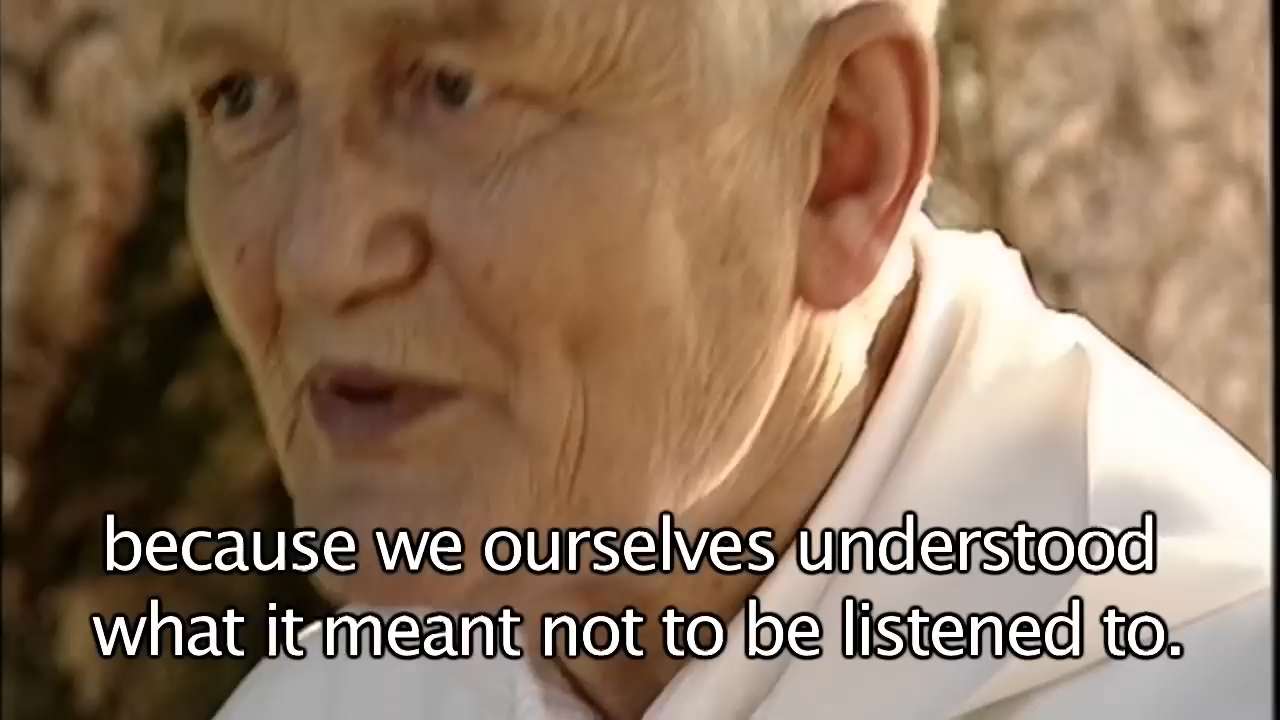 because we ourselves understood
what it meant not to be listened to.